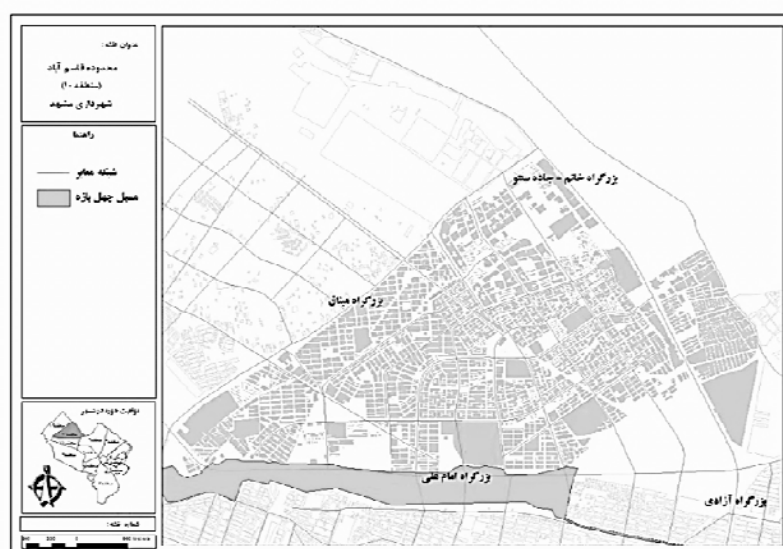 عنوان نقشه :
محدوده قاسم آباد
(منطقه ۱۰)
شهرداری مشهد
راهنما
شبکه معابر
مسیل چهل بازه
شماره نقشه :
بزرگراه خاتم - جاده سنتو
بزرگراه میثاق
بزرگراه امام علی
بزرگراه آزادی